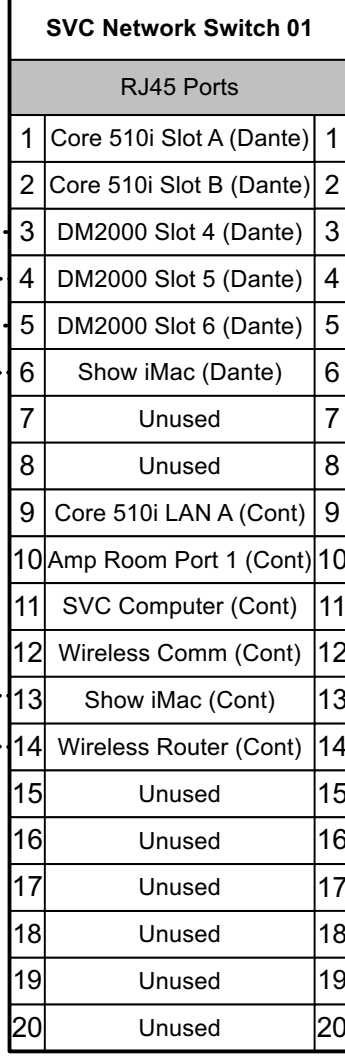 SVC Network Switch 01
RJ45 Ports
1 Core 510i Slot A (Dante) 1
2 Core 510i Slot B (Dante) 2
3 DM2000 Slot 4 (Dante) 3
4 DM2000 Slot 5 (Dante) 4
5 DM2000 Slot 6 (Dante) 5
6 Show iMac (Dante) 6
7 Unused 7
8 Unused 8
9 Core 510i LAN A (Cont) 9
10 Amp Room Port 1 (Cont) 10
11 SVC Computer (Cont) 11
12 Wireless Comm (Cont) 12
13 Show iMac (Cont) 13
14 Wireless Router (Cont) 14
15 Unused 15
16 Unused 16
17 Unused 17
18 Unused 18
19 Unused 19
20 Unused 20